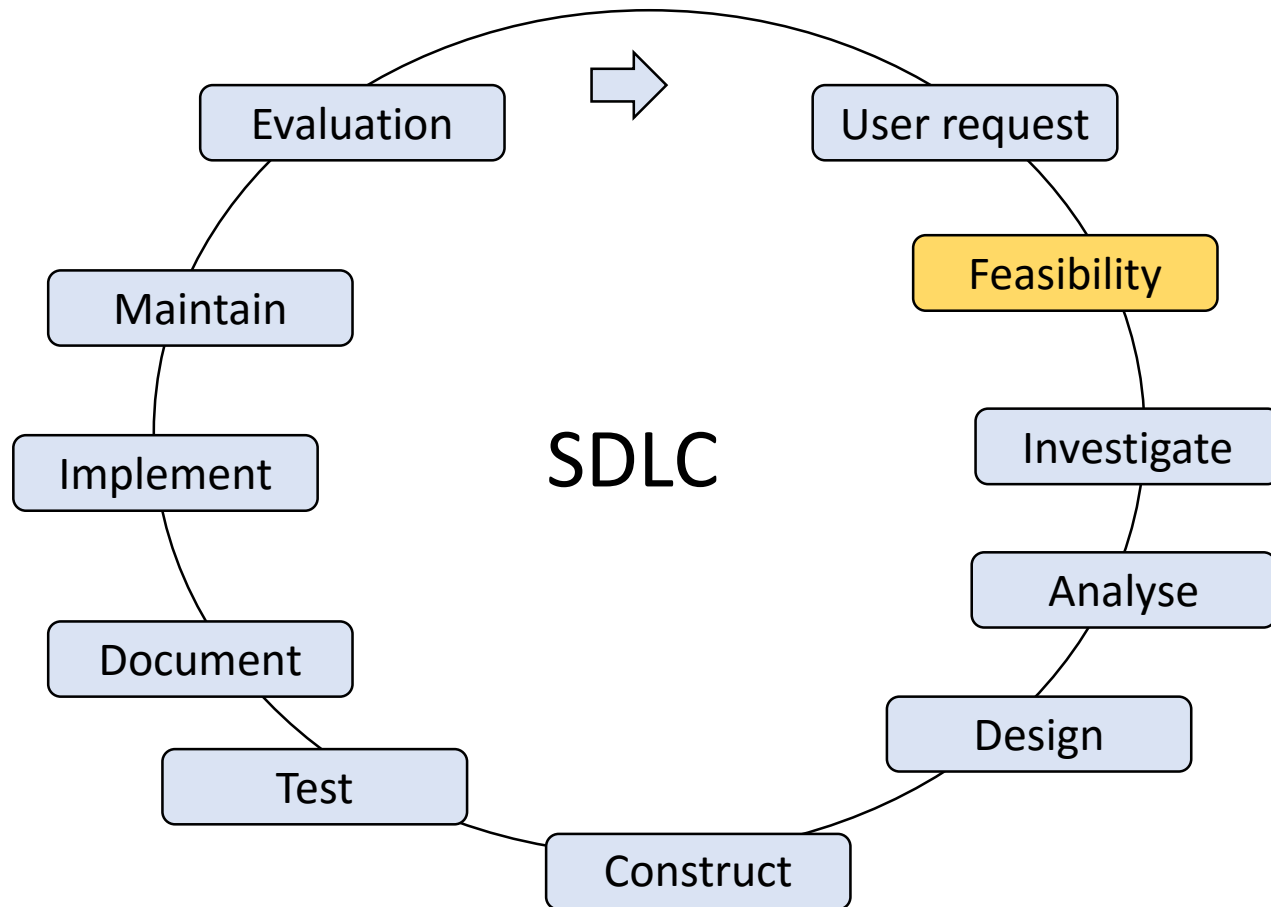 Evaluation
User request
Feasibility
Maintain
SDLC
Investigate
Implement
Analyse
Document
Design
Test
Construct